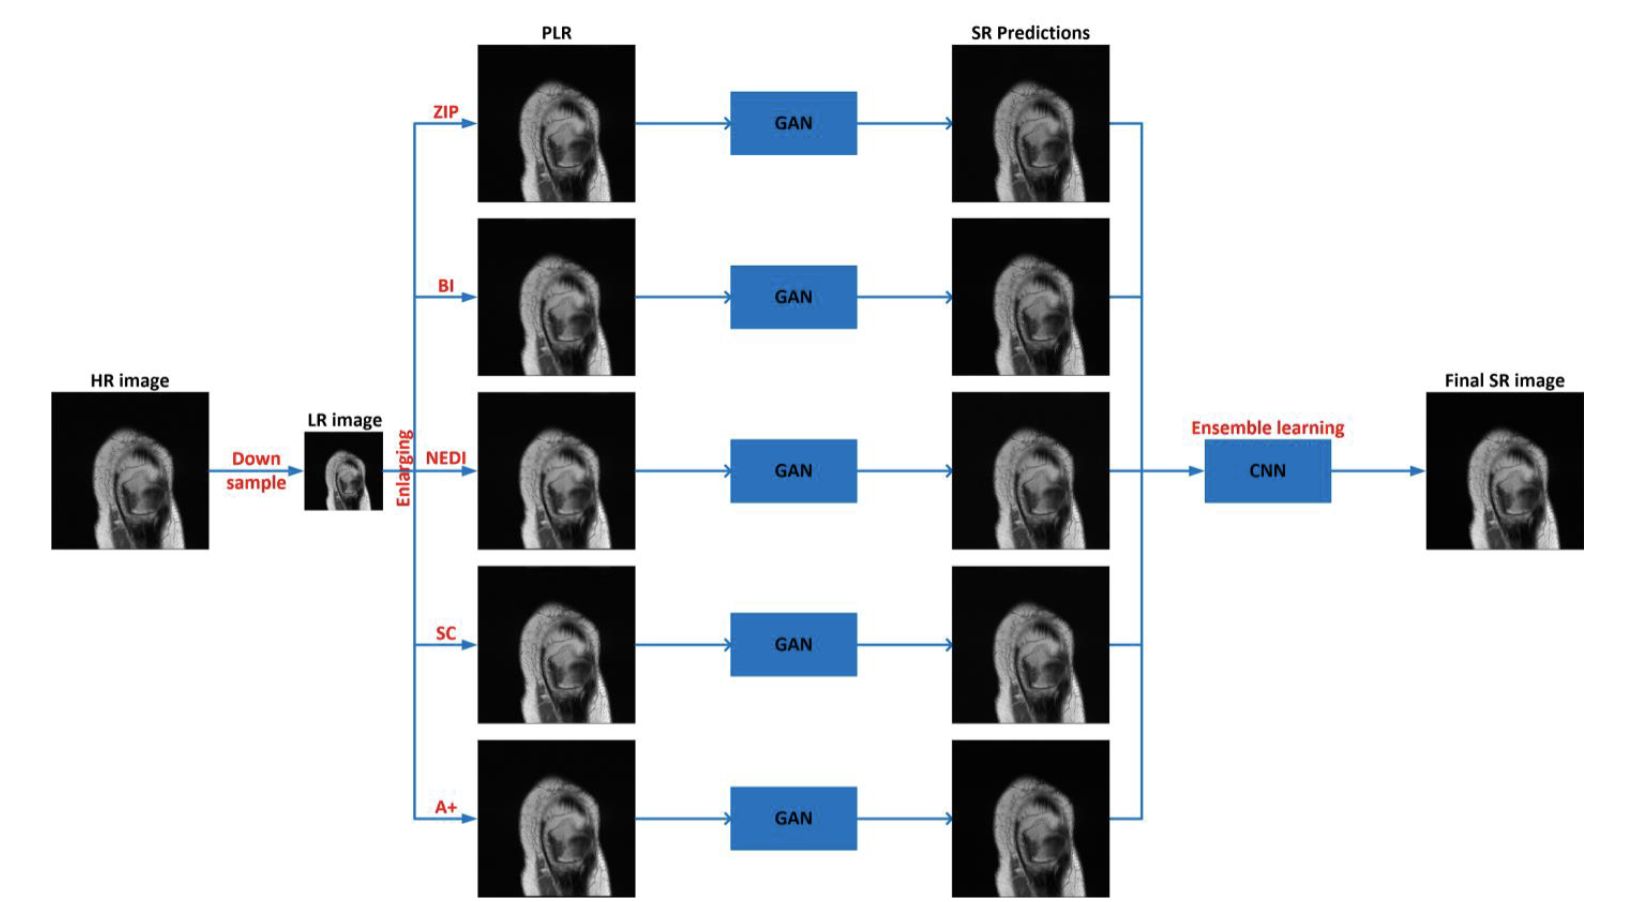 PLR
SR Predictions
ZIP
GAN
BI
GAN
HR image
Final SR image
LR image
Down
sample
Enlarging
NEDI
GAN
Ensemble learning
CNN
SC
GAN
A+
GAN